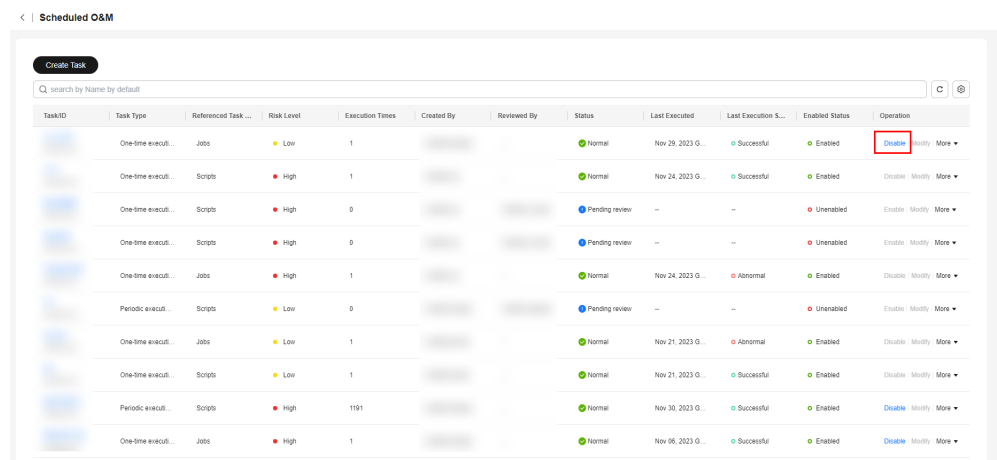 Scheduled O&M
Create Task
search by Name by default
Task/ID Task Type Referenced Task ... Risk Level Execution Times Created By Reviewed By Status Last Executed Last Execution S... Enabled Status Operation
One-time executi... Jobs Low 1 Normal Nov 29, 2023 G... Successful Enabled Disable Modify More
One-time executi... Scripts High 1 Normal Nov 24, 2023 G... Successful Enabled Disable Modify More
One-time executi... Scripts High 0 Pending review -- -- Unenabled Enable Modify More
One-time executi... Scripts High 0 Pending review -- -- Unenabled Enable Modify More
One-time executi... Jobs High 1 Normal Nov 24, 2023 G... Abnormal Enabled Disable Modify More
Periodic executi... Scripts Low 0 Pending review -- -- Unenabled Enable Modify More
One-time executi... Jobs Low 1 Normal Nov 21, 2023 G... Abnormal Enabled Disable Modify More
One-time executi... Scripts Low 1 Normal Nov 21, 2023 G... Successful Enabled Disable Modify More
Periodic executi... Scripts High 1191 Normal Nov 30, 2023 G... Successful Enabled Disable Modify More
One-time executi... Jobs High 1 Normal Nov 06, 2023 G... Successful Enabled Disable Modify More